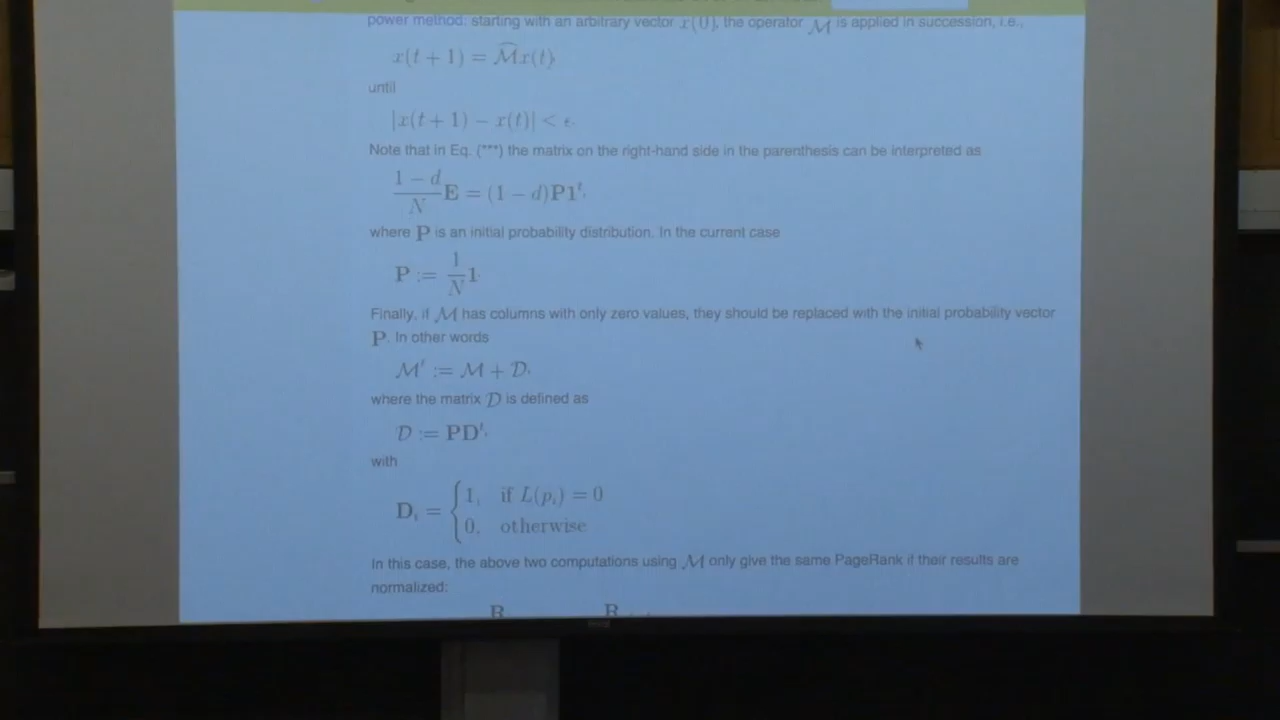 power method: starting with an arbitrary vector x(0), the operator M̂ is applied in succession, i.e.,
x(t + 1) = M̂x(t)
until
|x(t + 1) − x(t)| < ϵ.
Note that in Eq. (***) the matrix on the right-hand side in the parenthesis can be interpreted as
(1 − d)/N E = (1 − d)P1ᵗ,
where P is an initial probability distribution. In the current case
P := 1/N 1.
Finally, if M has columns with only zero values, they should be replaced with the initial probability vector
P. In other words
M′ := M + D,
where the matrix D is defined as
D := PDᵗ,
with
Dᵢ = { 1, if L(pᵢ) = 0
0, otherwise
In this case, the above two computations using M only give the same PageRank if their results are
normalized:
R R